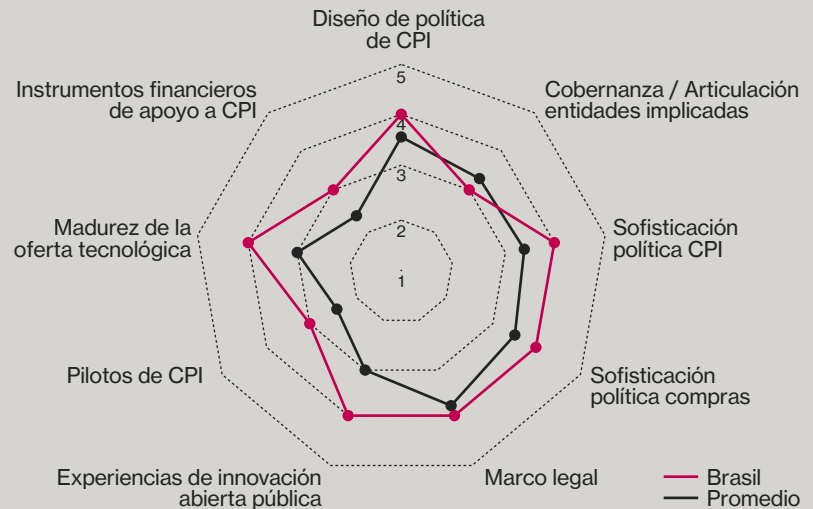 Diseño de política
de CPI
Instrumentos financieros
de apoyo a CPI
Cobernanza / Articulación
entidades implicadas
5
4
3
2
1
Madurez de la
oferta tecnológica
Sofisticación
política CPI
Pilotos de CPI
Sofisticación
política compras
Experiencias de innovación
abierta pública
Marco legal
Brasil
Promedio